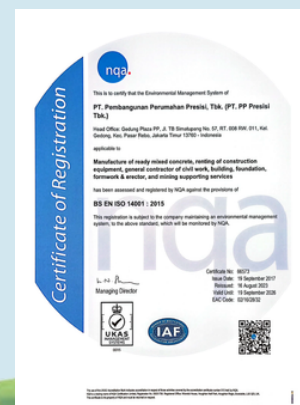 nqa.
Certificate of Registration
This is to certify that the Environmental Management System of
PT. Pembangunan Perumahan Presisi, Tbk. (PT. PP Presisi
Tbk.)
Head Office: Gedung Plaza PP, Jl. TB Simatupang No. 57, RT. 008 RW. 011, Kel.
Gedong, Kec. Pasar Rebo, Jakarta Timur 13760 - Indonesia
applicable to
Manufacture of ready mixed concrete, renting of construction
equipment, general contractor of civil work, building, foundation,
formwork & erector, and mining supporting services
has been assessed and registered by NQA against the provisions of
BS EN ISO 14001 : 2015
This registration is subject to the company maintaining an environmental management
system, to the above standard, which will be monitored by NQA.
nqa
Managing Director
Certificate No: 66373
Issue Date: 19 September 2017
Reissued: 16 August 2023
Valid Until: 19 September 2026
EAC Code: 02/16/28/32
UKAS
MANAGEMENT
SYSTEMS
IAF